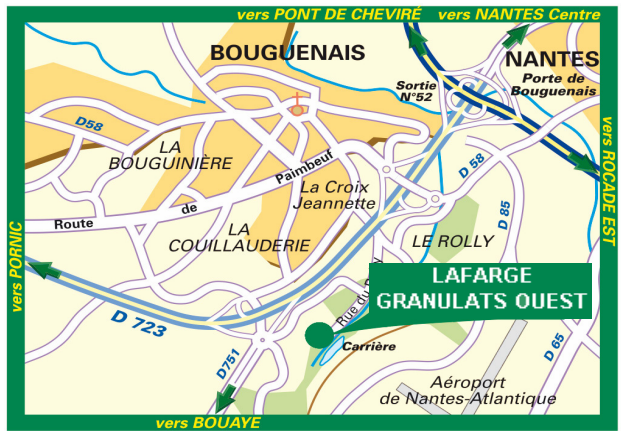 vers PONT DE CHEVIRÉ
vers NANTES Centre
BOUGUENAIS
NANTES
Porte de
Bouguenais
Sortie
N°52
D58
LA
BOUGUINIÈRE
vers ROCADE EST
Route de Paimbeuf
La Croix
Jeannette
D 58
D 85
LA
COUILLAUDERIE
LE ROLLY
vers PORNIC
LAFARGE
GRANULATS OUEST
D 723
Rue du
Carrière
D751
D 65
Aéroport
de Nantes-Atlantique
vers BOUAYE